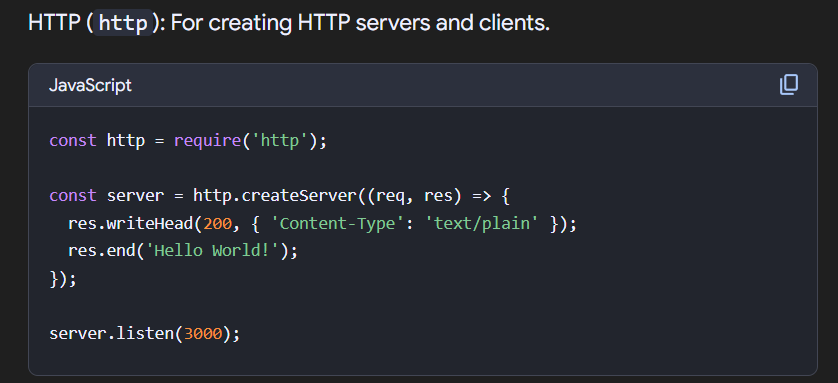 HTTP (http): For creating HTTP servers and clients.
JavaScript
const http = require('http');
const server = http.createServer((req, res) => {
  res.writeHead(200, { 'Content-Type': 'text/plain' });
  res.end('Hello World!');
});
server.listen(3000);